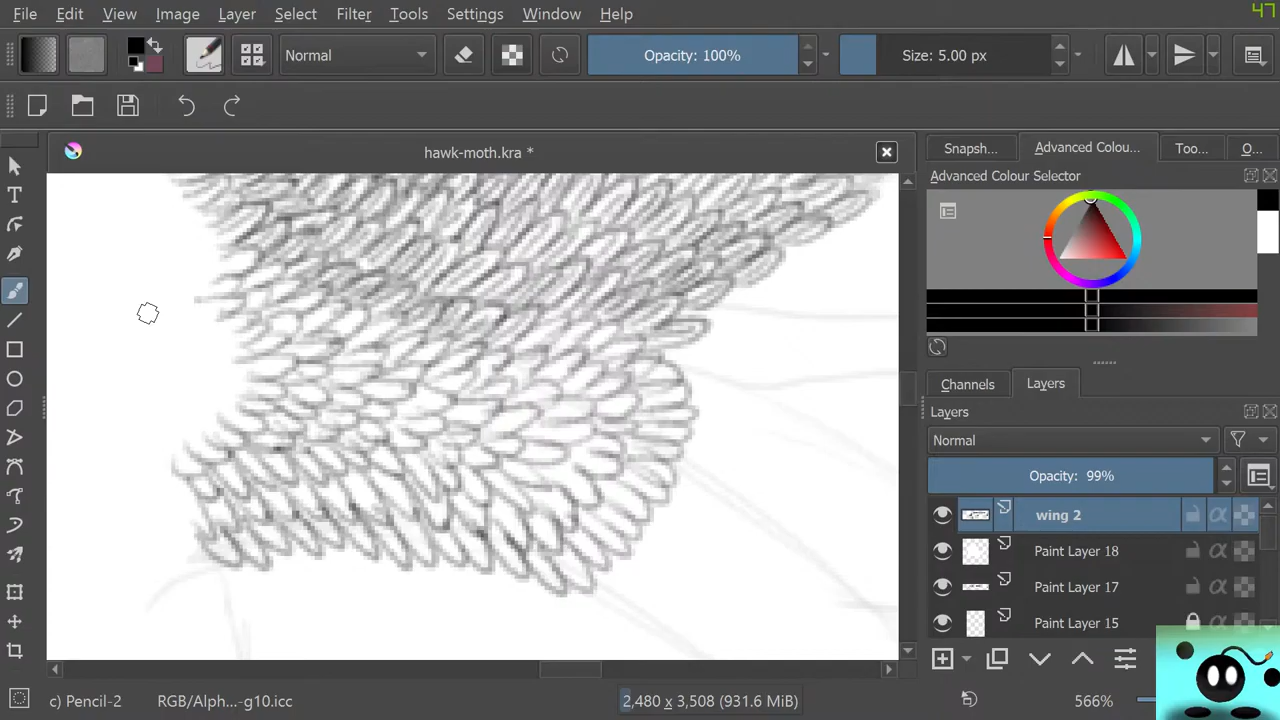 File Edit View Image Layer Select Filter Tools Settings Window Help 47
Normal Opacity: 100% Size: 5.00 px
hawk-moth.kra *
Snapsh... Advanced Colou... Too... O...
Advanced Colour Selector
Channels Layers
Layers
Normal
Opacity: 99%
wing 2
Paint Layer 18
Paint Layer 17
Paint Layer 15
c) Pencil-2 RGB/Alph...-g10.icc 2,480 x 3,508 (931.6 MiB) 566%